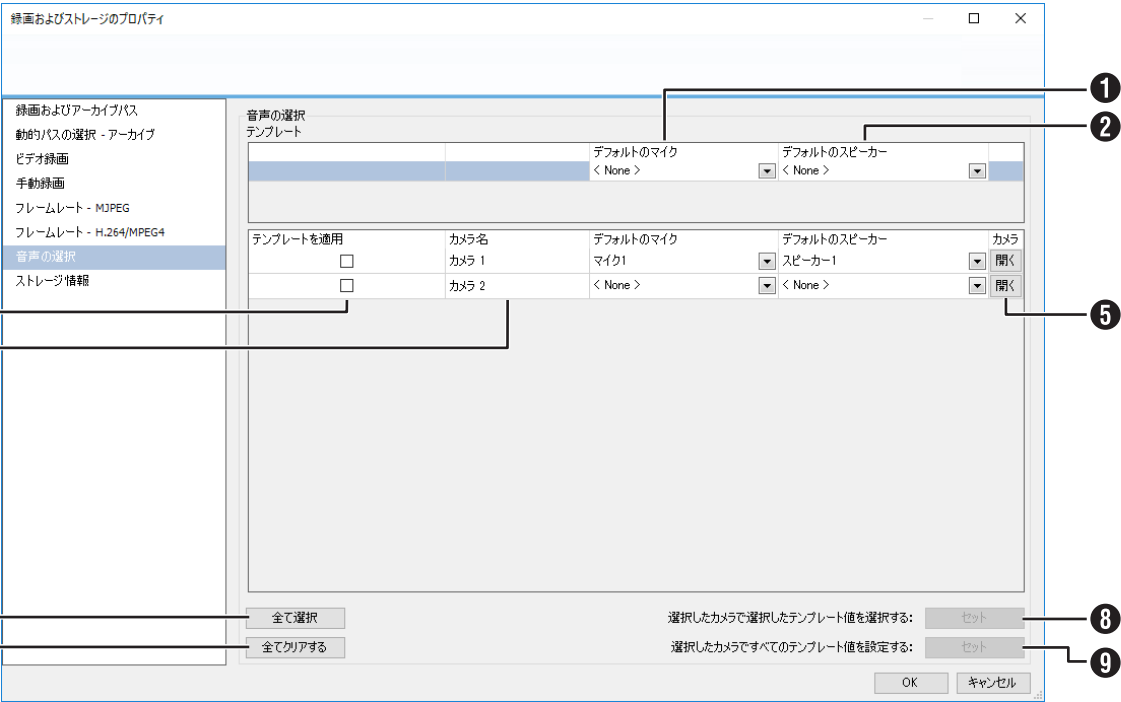 録画およびストレージのプロパティ
録画およびアーカイブパス
動的パスの選択 - アーカイブ
ビデオ録画
手動録画
フレームレート - MJPEG
フレームレート - H.264/MPEG4
音声の選択
ストレージ情報
音声の選択
テンプレート
デフォルトのマイク デフォルトのスピーカー
< None > < None >
テンプレートを適用 カメラ名 デフォルトのマイク デフォルトのスピーカー カメラ
カメラ 1 マイク1 スピーカー1 開く
カメラ 2 < None > < None > 開く
全て選択 選択したカメラで選択したテンプレート値を選択する: セット
全てクリアする 選択したカメラですべてのテンプレート値を設定する: セット
OK キャンセル
❶
❷
❺
❽
❾